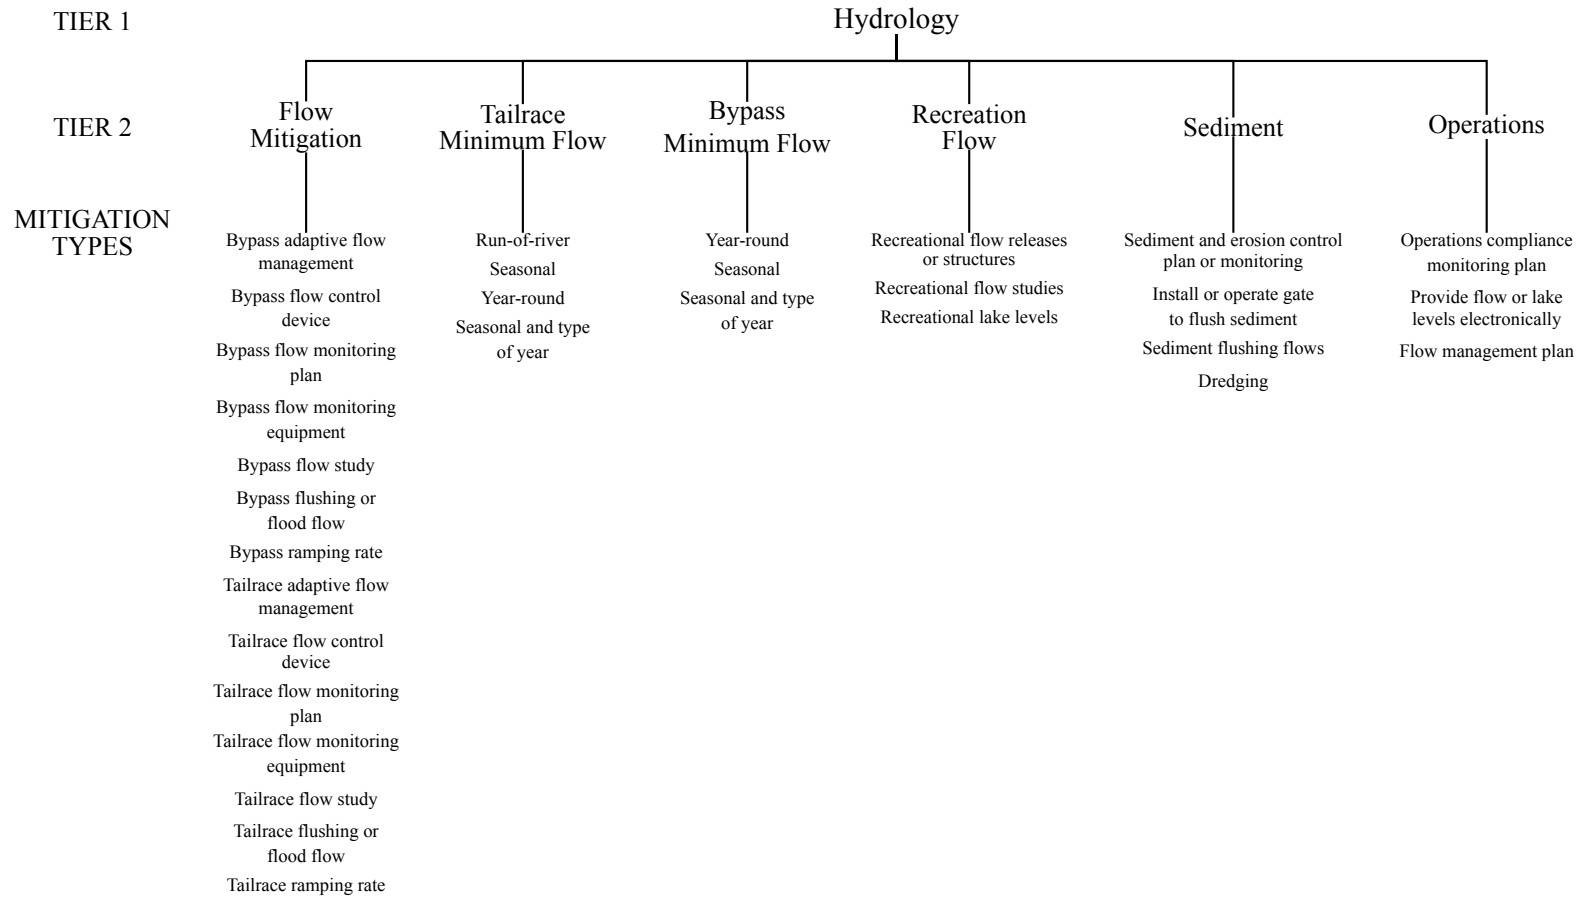 TIER 1
Hydrology
TIER 2
Flow
Mitigation
Tailrace
Minimum Flow
Bypass
Minimum Flow
Recreation
Flow
Sediment
Operations
MITIGATION
TYPES
Bypass adaptive flow
management
Bypass flow control
device
Bypass flow monitoring
plan
Bypass flow monitoring
equipment
Bypass flow study
Bypass flushing or
flood flow
Bypass ramping rate
Tailrace adaptive flow
management
Tailrace flow control
device
Tailrace flow monitoring
plan
Tailrace flow monitoring
equipment
Tailrace flow study
Tailrace flushing or
flood flow
Tailrace ramping rate
Run-of-river
Seasonal
Year-round
Seasonal and type
of year
Year-round
Seasonal
Seasonal and type
of year
Recreational flow releases
or structures
Recreational flow studies
Recreational lake levels
Sediment and erosion control
plan or monitoring
Install or operate gate
to flush sediment
Sediment flushing flows
Dredging
Operations compliance
monitoring plan
Provide flow or lake
levels electronically
Flow management plan